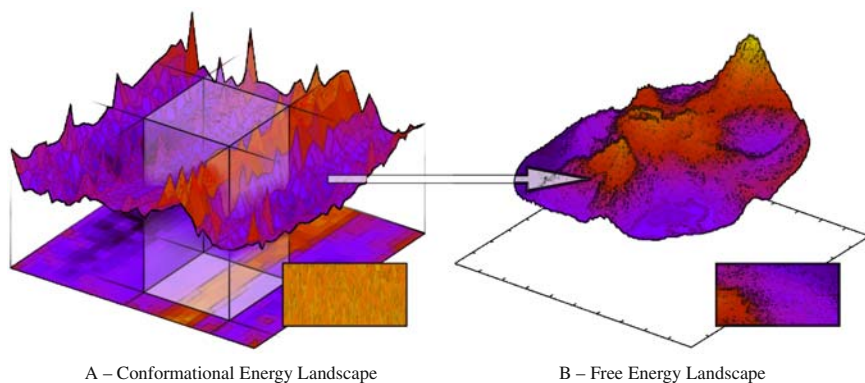 A – Conformational Energy Landscape
B – Free Energy Landscape